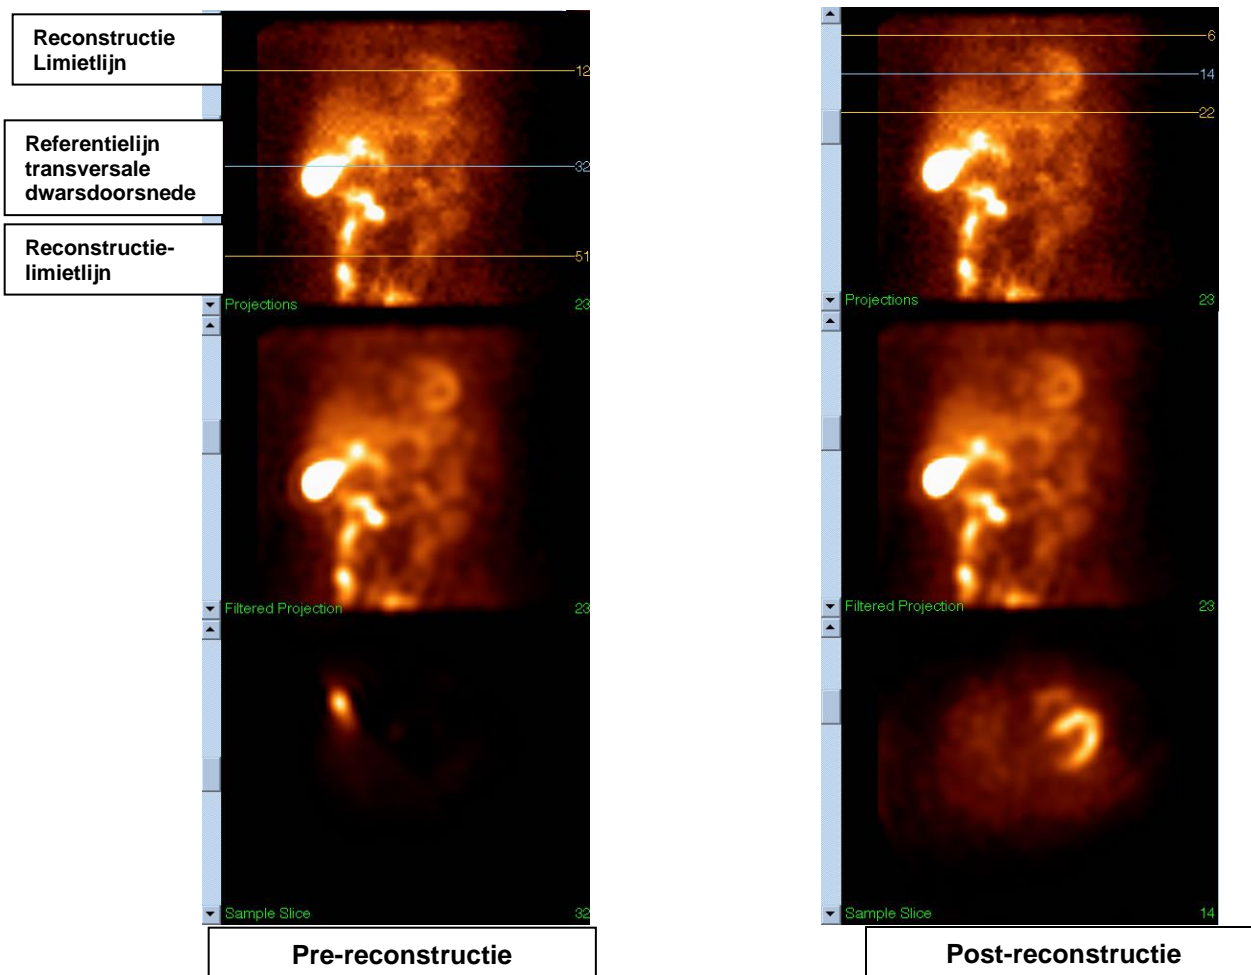 Reconstructie
Limietlijn
Referentielijn
transversale
dwarsdoorsnede
Reconstructie-
limietlijn
12
32
51
Projections 23
Filtered Projection 23
Sample Slice 32
Pre-reconstructie
6
14
22
Projections 23
Filtered Projection 23
Sample Slice 14
Post-reconstructie